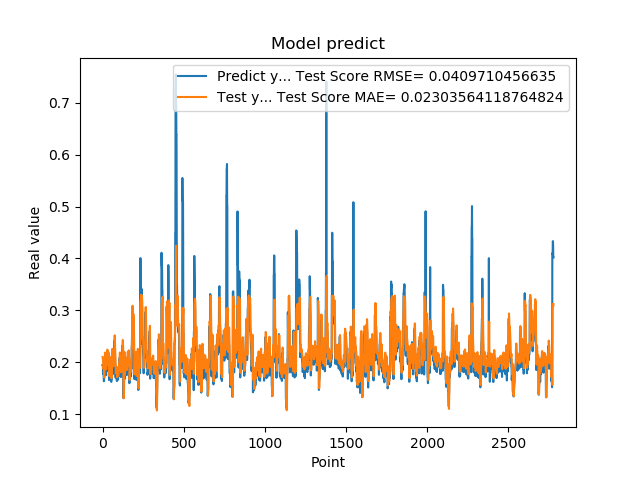 Model predict
Predict y... Test Score RMSE= 0.0409710456635
Test y... Test Score MAE= 0.02303564118764824
Real value
0.7
0.6
0.5
0.4
0.3
0.2
0.1
0 500 1000 1500 2000 2500
Point